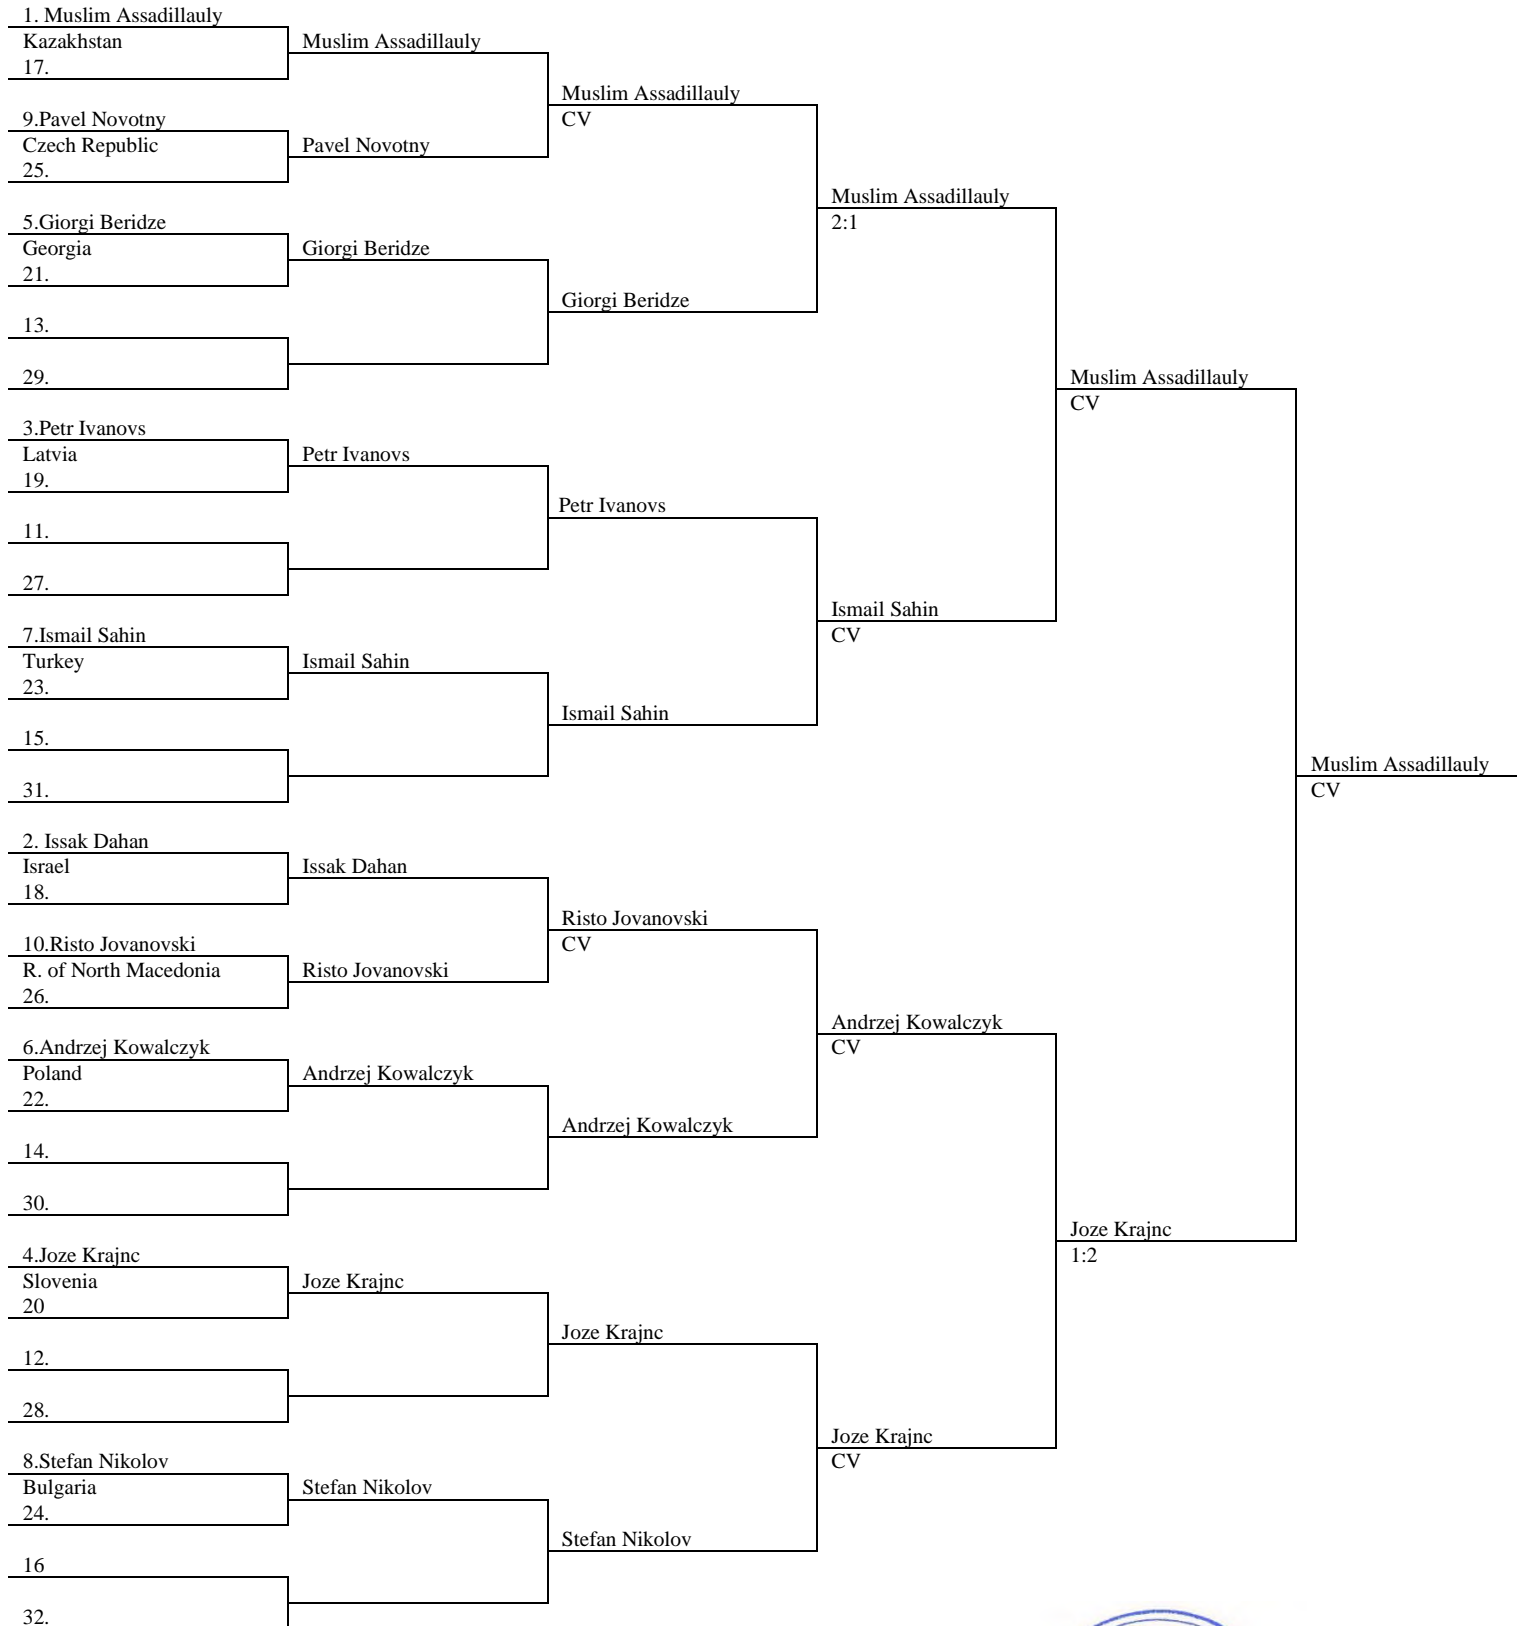 1. Muslim Assadillauly
Kazakhstan
17.
9.Pavel Novotny
Czech Republic
25.
5.Giorgi Beridze
Georgia
21.
13.
29.
3.Petr Ivanovs
Latvia
19.
11.
27.
7.Ismail Sahin
Turkey
23.
15.
31.
2. Issak Dahan
Israel
18.
10.Risto Jovanovski
R. of North Macedonia
26.
6.Andrzej Kowalczyk
Poland
22.
14.
30.
4.Joze Krajnc
Slovenia
20
12.
28.
8.Stefan Nikolov
Bulgaria
24.
16
32.
Muslim Assadillauly
Pavel Novotny
Giorgi Beridze
Petr Ivanovs
Ismail Sahin
Issak Dahan
Risto Jovanovski
Andrzej Kowalczyk
Joze Krajnc
Stefan Nikolov
Muslim Assadillauly
CV
Giorgi Beridze
Petr Ivanovs
Ismail Sahin
Risto Jovanovski
CV
Andrzej Kowalczyk
Joze Krajnc
Stefan Nikolov
Muslim Assadillauly
2:1
Ismail Sahin
CV
Andrzej Kowalczyk
CV
Joze Krajnc
CV
Muslim Assadillauly
CV
Joze Krajnc
1:2
Muslim Assadillauly
CV